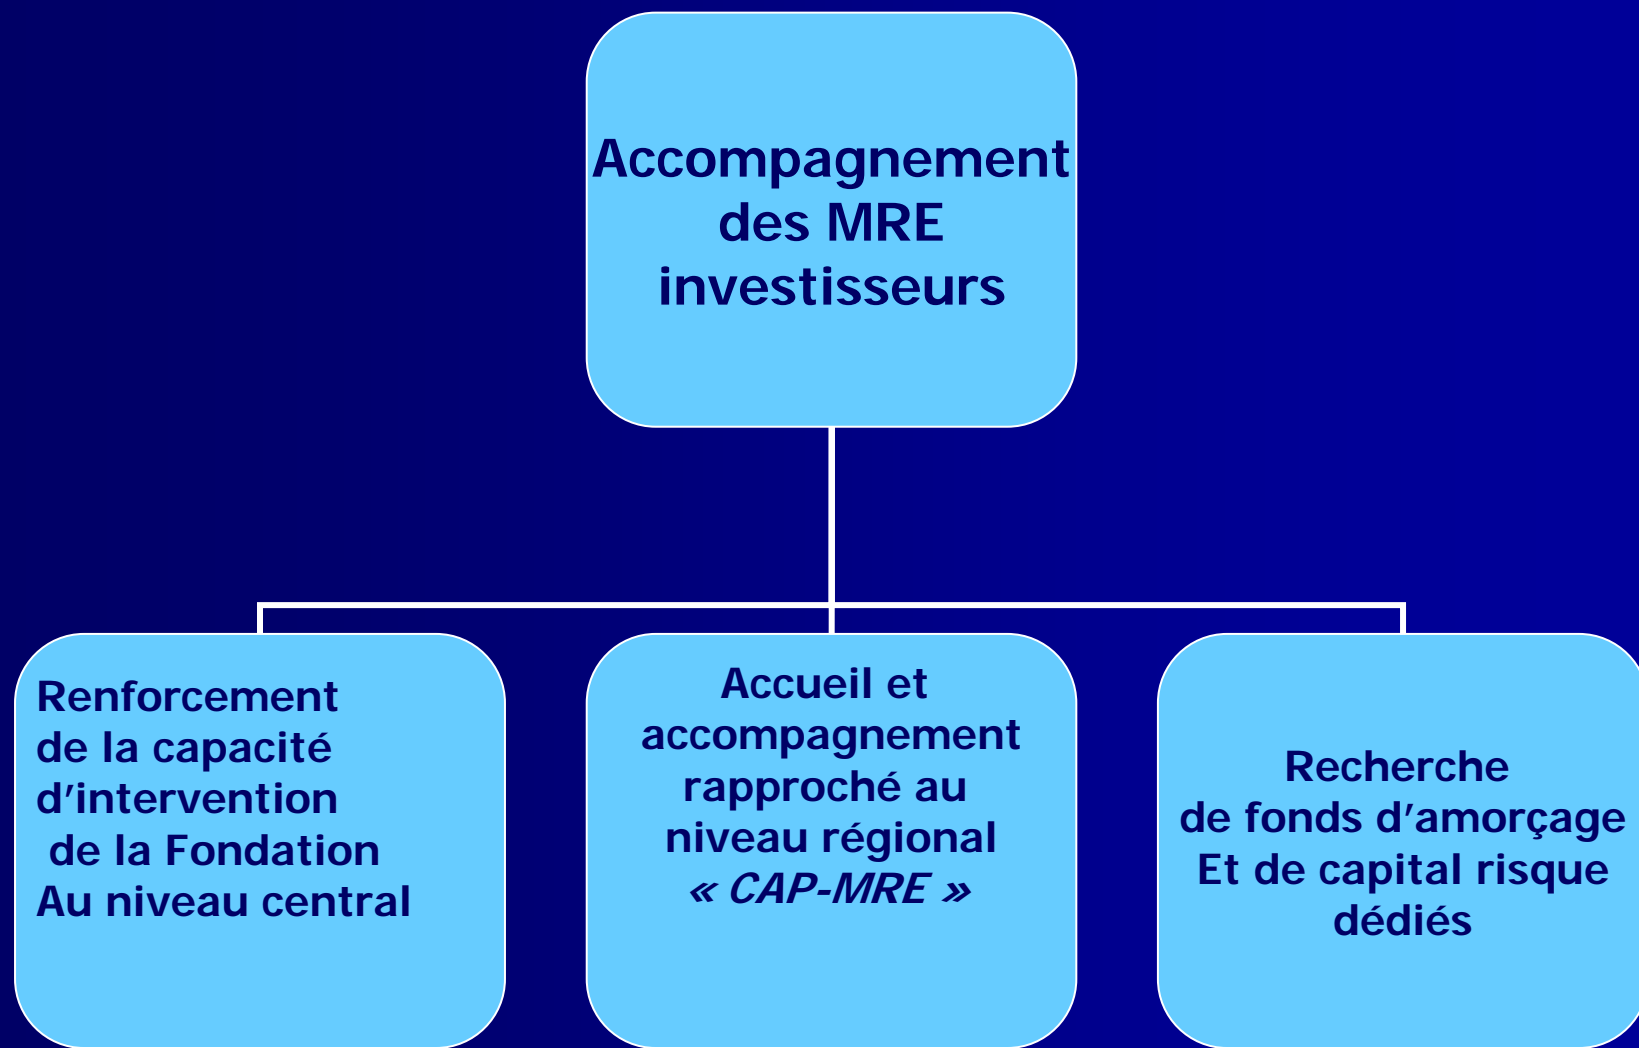 Accompagnement
des MRE
investisseurs
Renforcement
de la capacité
d’intervention
de la Fondation
Au niveau central
Accueil et
accompagnement
rapproché au
niveau régional
« CAP-MRE »
Recherche
de fonds d’amorçage
Et de capital risque
dédiés